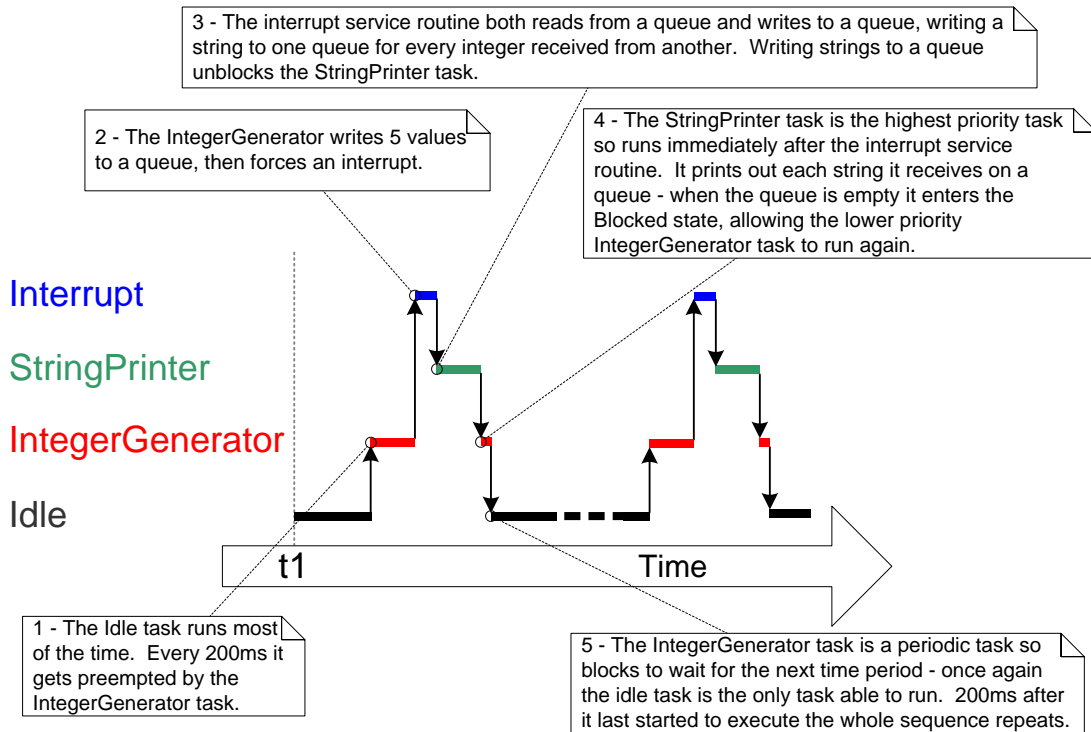 3 - The interrupt service routine both reads from a queue and writes to a queue, writing a
string to one queue for every integer received from another.  Writing strings to a queue
unblocks the StringPrinter task.
2 - The IntegerGenerator writes 5 values
to a queue, then forces an interrupt.
4 - The StringPrinter task is the highest priority task
so runs immediately after the interrupt service
routine.  It prints out each string it receives on a
queue - when the queue is empty it enters the
Blocked state, allowing the lower priority
IntegerGenerator task to run again.
Interrupt
StringPrinter
IntegerGenerator
Idle
t1
Time
1 - The Idle task runs most
of the time.  Every 200ms it
gets preempted by the
IntegerGenerator task.
5 - The IntegerGenerator task is a periodic task so
blocks to wait for the next time period - once again
the idle task is the only task able to run.  200ms after
it last started to execute the whole sequence repeats.